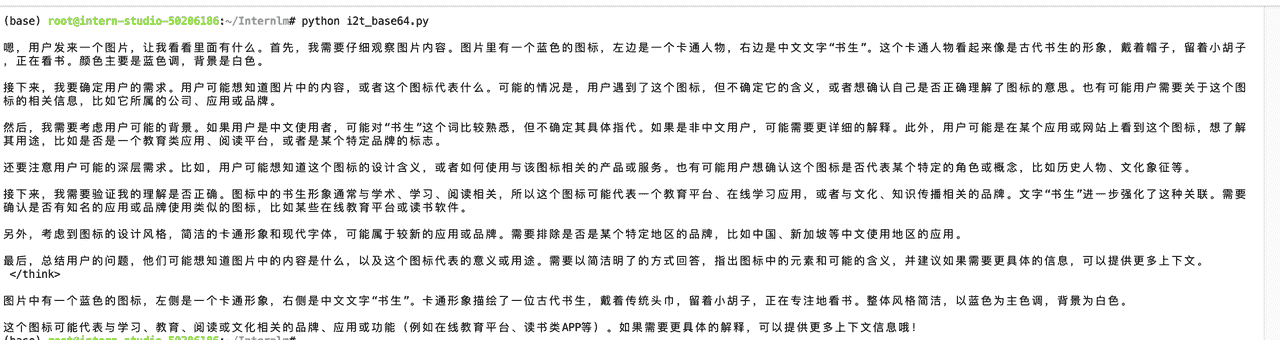 (base) root@intern-studio-50206186:~/Internlm# python i2t_base64.py
嗯，用户发来一个图片，让我看看里面有什么。首先，我需要仔细观察图片内容。图片里有一个蓝色的图标，左边是一个卡通人物，右边是中文文字“书生”。这个卡通人物看起来像是古代书生的形象，戴着帽子，留着小胡子
，正在看书。颜色主要是蓝色调，背景是白色。
接下来，我需要确定用户的需求。用户可能想知道图片中的内容，或者这个图标代表什么。可能的情况是，用户遇到了这个图标，但不确定它的含义，或者想确认自己是否正确理解了图标的意思。也有可能用户需要关于这个图
标的相关信息，比如它所属的公司、应用或品牌。
然后，我需要考虑用户可能的背景。如果用户是中文使用者，可能对“书生”这个词比较熟悉，但不确定其具体指代。如果是非中文用户，可能需要更详细的解释。此外，用户可能是在某个应用或网站上看到这个图标，想了解
其用途，比如是否是一个教育类应用、阅读平台，或者是某个特定品牌的标志。
还要注意用户可能的深层需求。比如，用户可能想知道这个图标的设计含义，或者如何使用与该图标相关的产品或服务。也有可能用户想确认这个图标是否代表某个特定的角色或概念，比如历史人物、文化象征等。
接下来，我需要验证我的理解是否正确。图标中的书生形象通常与学术、学习、阅读相关，所以这个图标可能代表一个教育平台、在线学习应用，或者与文化、知识传播相关的品牌。文字“书生”进一步强化了这种关联。需要
确认是否有知名的应用或品牌使用类似的图标，比如某些在线教育平台或读书软件。
另外，考虑到图标的设计风格，简洁的卡通形象和现代字体，可能属于较新的应用或品牌。需要排除是否是某个特定地区的品牌，比如中国、新加坡等中文使用地区的应用。
最后，总结用户的问题，他们可能想知道图片中的内容是什么，以及这个图标代表的意义或用途。需要以简洁明了的方式回答，指出图标中的元素和可能的含义，并建议如果需要更具体的信息，可以提供更多上下文。
</think>
图片中有一个蓝色的图标，左侧是一个卡通形象，右侧是中文文字“书生”。卡通形象描绘了一位古代书生，戴着传统头巾，留着小胡子，正在专注地看书。整体风格简洁，以蓝色为主色调，背景为白色。
这个图标可能代表与学习、教育、阅读或文化相关的品牌、应用或功能（例如在线教育平台、读书类APP等）。如果需要更具体的解释，可以提供更多上下文信息哦！
(base) root@intern-studio-50206186:~/Internlm#